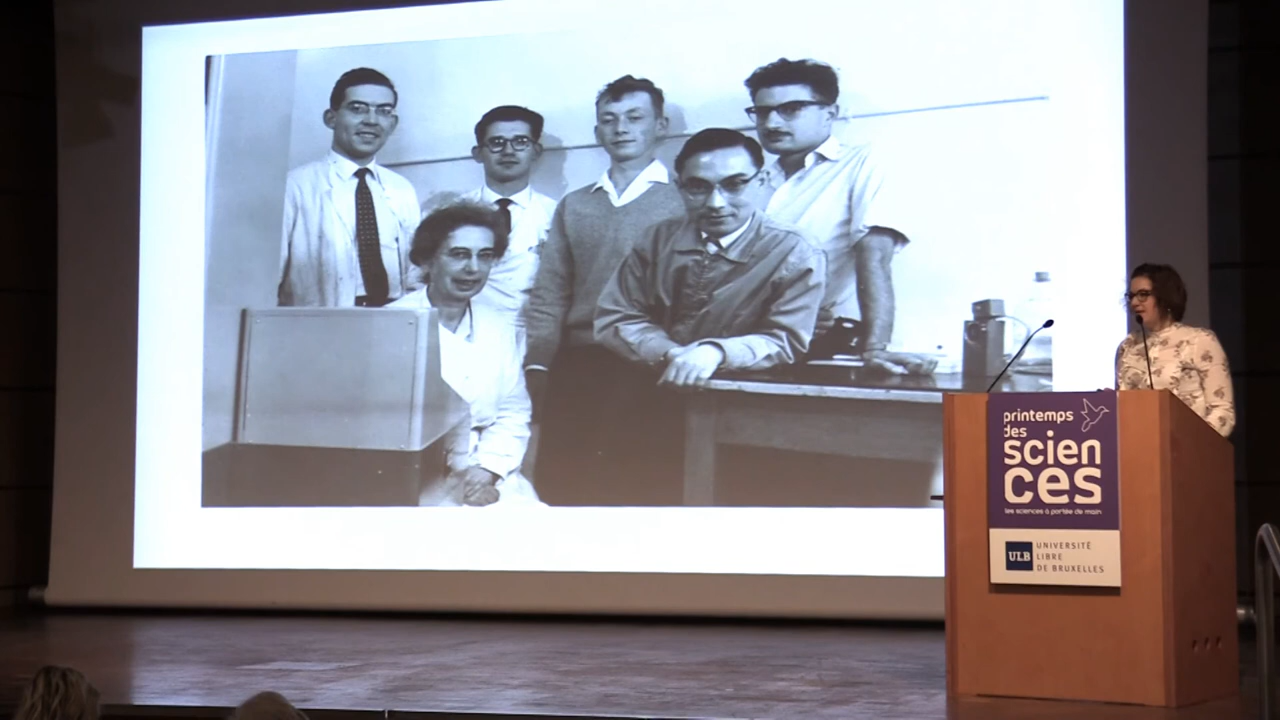 printemps
des
scien
ces
les sciences à portée de main
ULB
UNIVERSITÉ
LIBRE
DE BRUXELLES